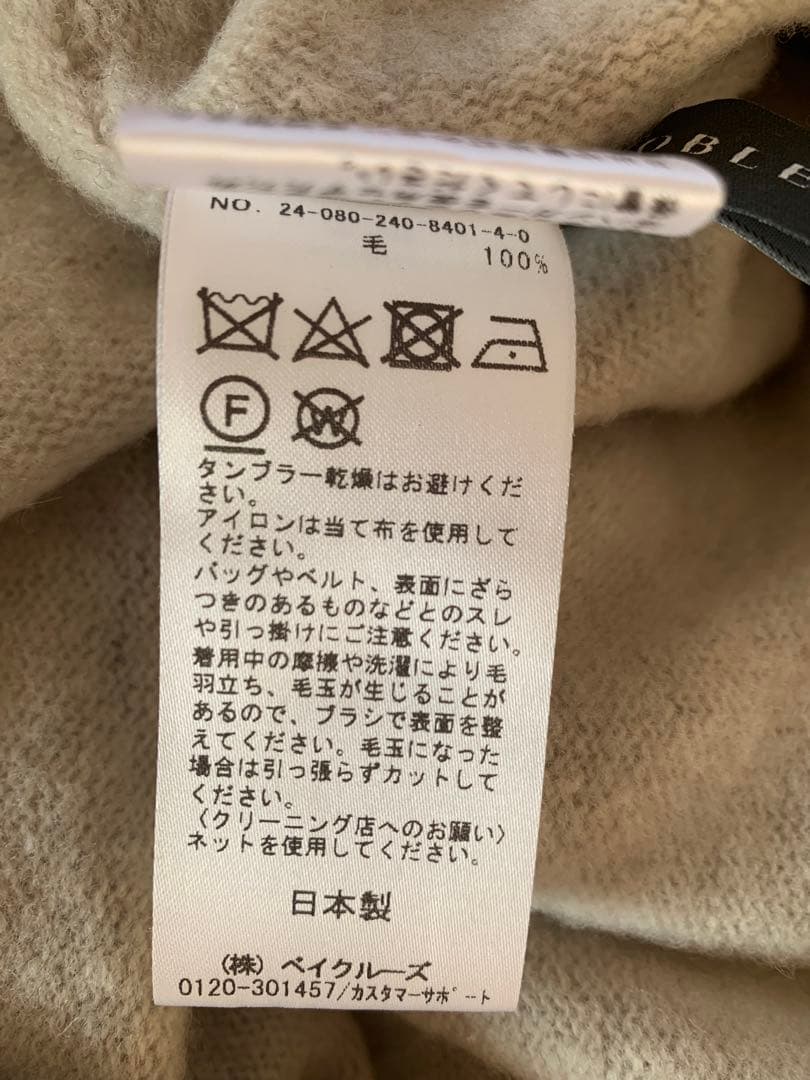 OBLE
NO. 24-080-240-8401-4-0
毛 100%
F
W
タンブラー乾燥はお避けくだ
さい。
アイロンは当て布を使用して
ください。
バッグやベルト、表面にざら
つきのあるものなどとのスレ
や引っ掛けにご注意ください。
着用中の摩擦や洗濯により毛
羽立ち、毛玉が生じることが
あるので、ブラシで表面を整
えてください。毛玉になった
場合は引っ張らずカットして
ください。
〈クリーニング店へのお願い〉
ネットを使用してください。
日本製
(株) ベイクルーズ
0120-301457/カスタマーサポート